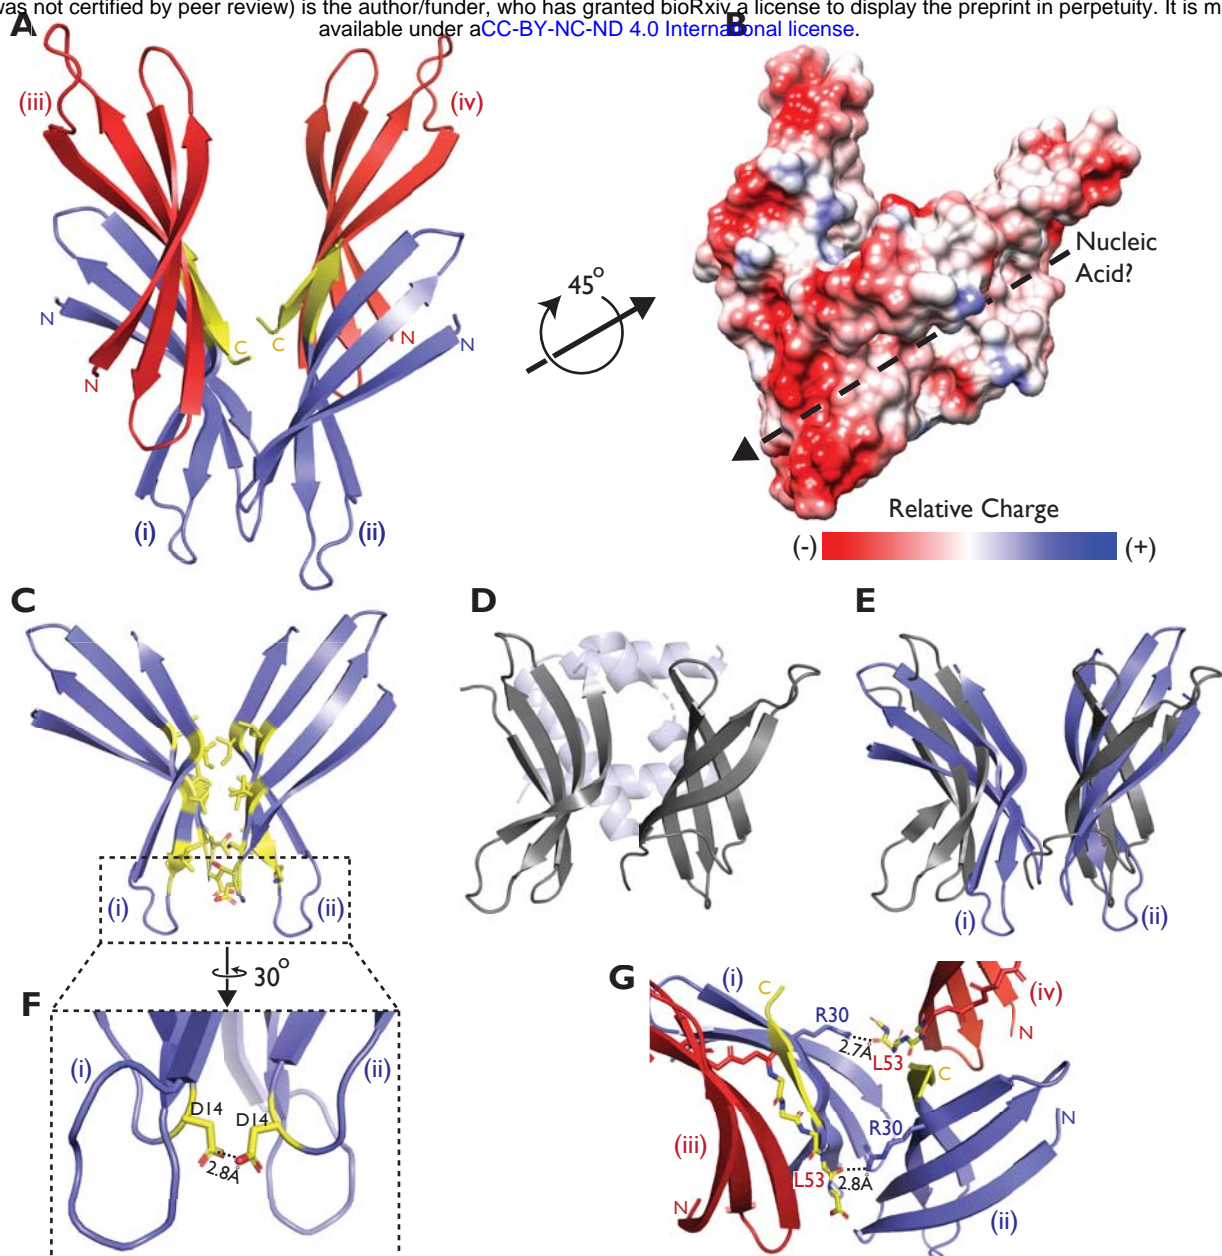 was not certified by peer review) is the author/funder, who has granted bioRxiv a license to display the preprint in perpetuity. It is m
available under aCC-BY-NC-ND 4.0 International license.
A
B
(iii)
(iv)
N
N
C
C
N
N
(i)
(ii)
45°
Nucleic
Acid?
Relative Charge
(-)
(+)
C
D
E
(i)
(ii)
(i)
(ii)
30°
F
(i)
(ii)
D14
D14
2.8Å
G
(i)
C
R30
2.7Å
L53
(iv)
N
C
N
R30
(iii)
L53
2.8Å
N
(ii)